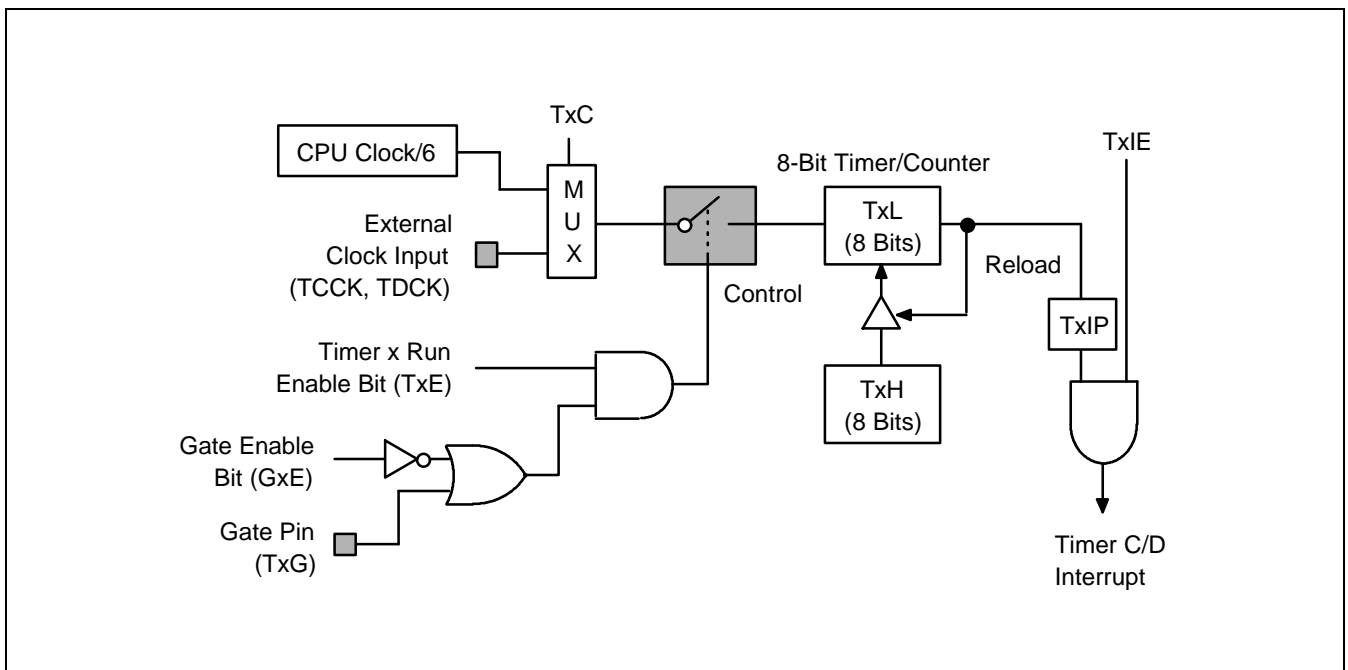 TxC
TxIE
CPU Clock/6
8-Bit Timer/Counter
M
U
X
TxL
(8 Bits)
External
Clock Input
(TCCK, TDCK)
Reload
Control
TxIP
Timer x Run
Enable Bit (TxE)
TxH
(8 Bits)
Gate Enable
Bit (GxE)
Gate Pin
(TxG)
Timer C/D
Interrupt